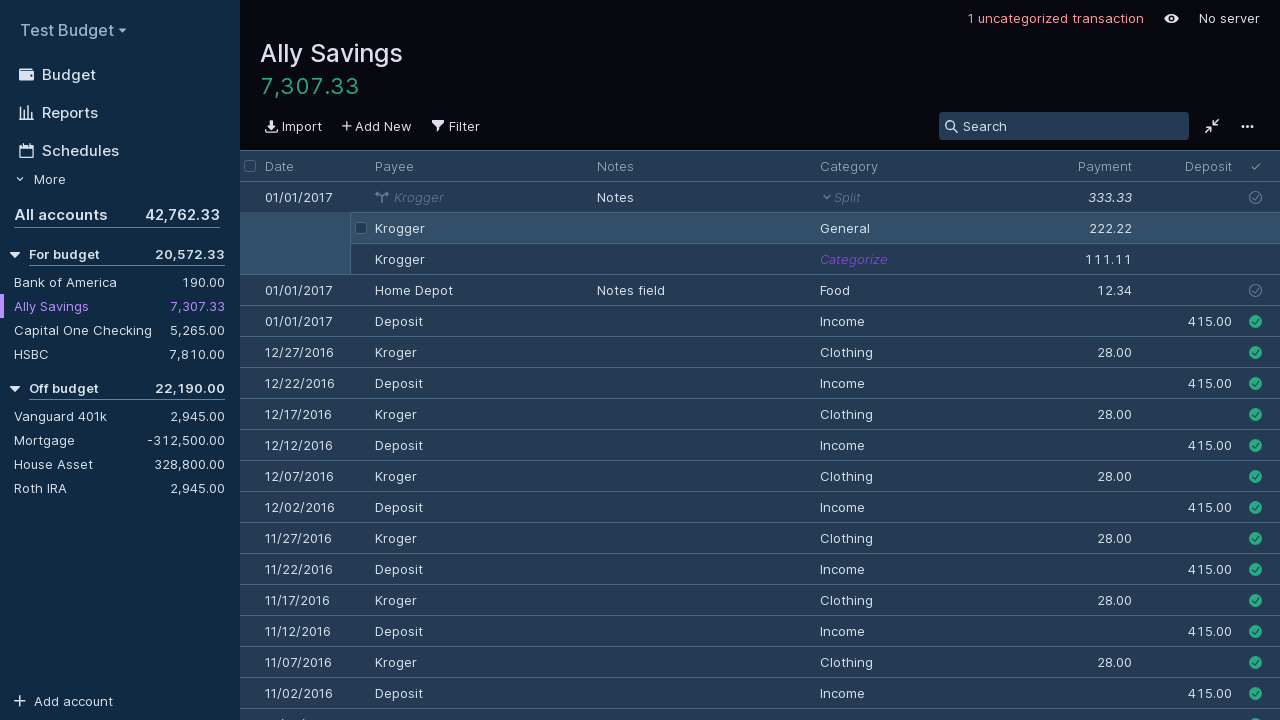 Test Budget
Budget
Reports
Schedules
More
All accounts 42,762.33
For budget 20,572.33
Bank of America 190.00
Ally Savings 7,307.33
Capital One Checking 5,265.00
HSBC 7,810.00
Off budget 22,190.00
Vanguard 401k 2,945.00
Mortgage -312,500.00
House Asset 328,800.00
Roth IRA 2,945.00
Add account
1 uncategorized transaction No server
Ally Savings
7,307.33
Import Add New Filter Search
Date Payee Notes Category Payment Deposit
01/01/2017 Krogger Notes Split 333.33
Krogger General 222.22
Krogger Categorize 111.11
01/01/2017 Home Depot Notes field Food 12.34
01/01/2017 Deposit Income 415.00
12/27/2016 Kroger Clothing 28.00
12/22/2016 Deposit Income 415.00
12/17/2016 Kroger Clothing 28.00
12/12/2016 Deposit Income 415.00
12/07/2016 Kroger Clothing 28.00
12/02/2016 Deposit Income 415.00
11/27/2016 Kroger Clothing 28.00
11/22/2016 Deposit Income 415.00
11/17/2016 Kroger Clothing 28.00
11/12/2016 Deposit Income 415.00
11/07/2016 Kroger Clothing 28.00
11/02/2016 Deposit Income 415.00